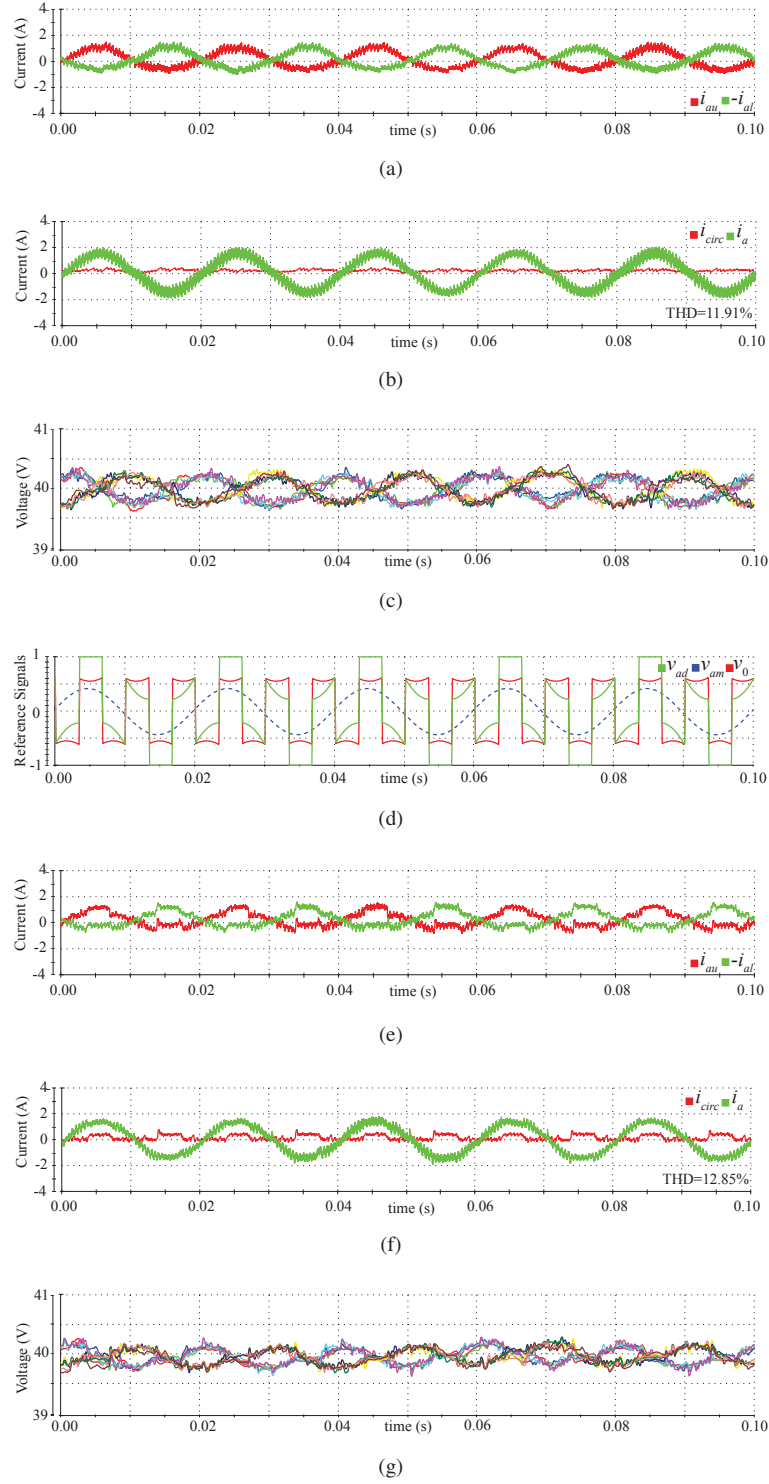 4
2
0
-2
-4
Current (A)
i_au -i_al
0.00 0.02 0.04 0.06 0.08 0.10
time (s)
(a)
4
2
0
-2
-4
Current (A)
i_circ i_a
THD=11.91%
0.00 0.02 0.04 0.06 0.08 0.10
time (s)
(b)
41
40
39
Voltage (V)
0.00 0.02 0.04 0.06 0.08 0.10
time (s)
(c)
1
0
-1
Reference Signals
v_ad v_am v_0
0.00 0.02 0.04 0.06 0.08 0.10
time (s)
(d)
4
2
0
-2
-4
Current (A)
i_au -i_al
0.00 0.02 0.04 0.06 0.08 0.10
time (s)
(e)
4
2
0
-2
-4
Current (A)
i_circ i_a
THD=12.85%
0.00 0.02 0.04 0.06 0.08 0.10
time (s)
(f)
41
40
39
Voltage (V)
0.00 0.02 0.04 0.06 0.08 0.10
time (s)
(g)